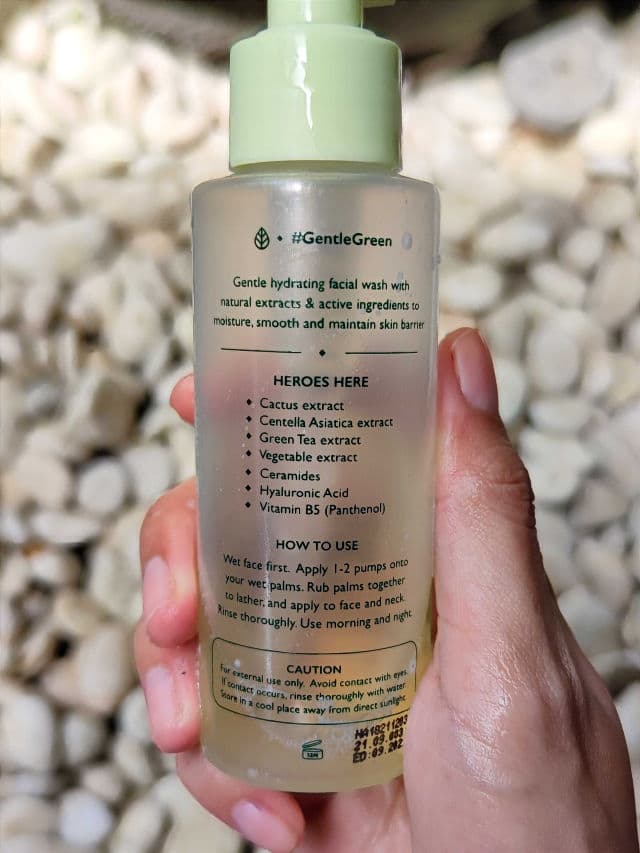 #GentleGreen
Gentle hydrating facial wash with
natural extracts & active ingredients to
moisture, smooth and maintain skin barrier
HEROES HERE
Cactus extract
Centella Asiatica extract
Green Tea extract
Vegetable extract
Ceramides
Hyaluronic Acid
Vitamin B5 (Panthenol)
HOW TO USE
Wet face first. Apply 1-2 pumps onto
your wet palms. Rub palms together
to lather, and apply to face and neck.
Rinse thoroughly. Use morning and night.
CAUTION
For external use only. Avoid contact with eyes.
If contact occurs, rinse thoroughly with water.
Store in a cool place away from direct sunlight.
12M